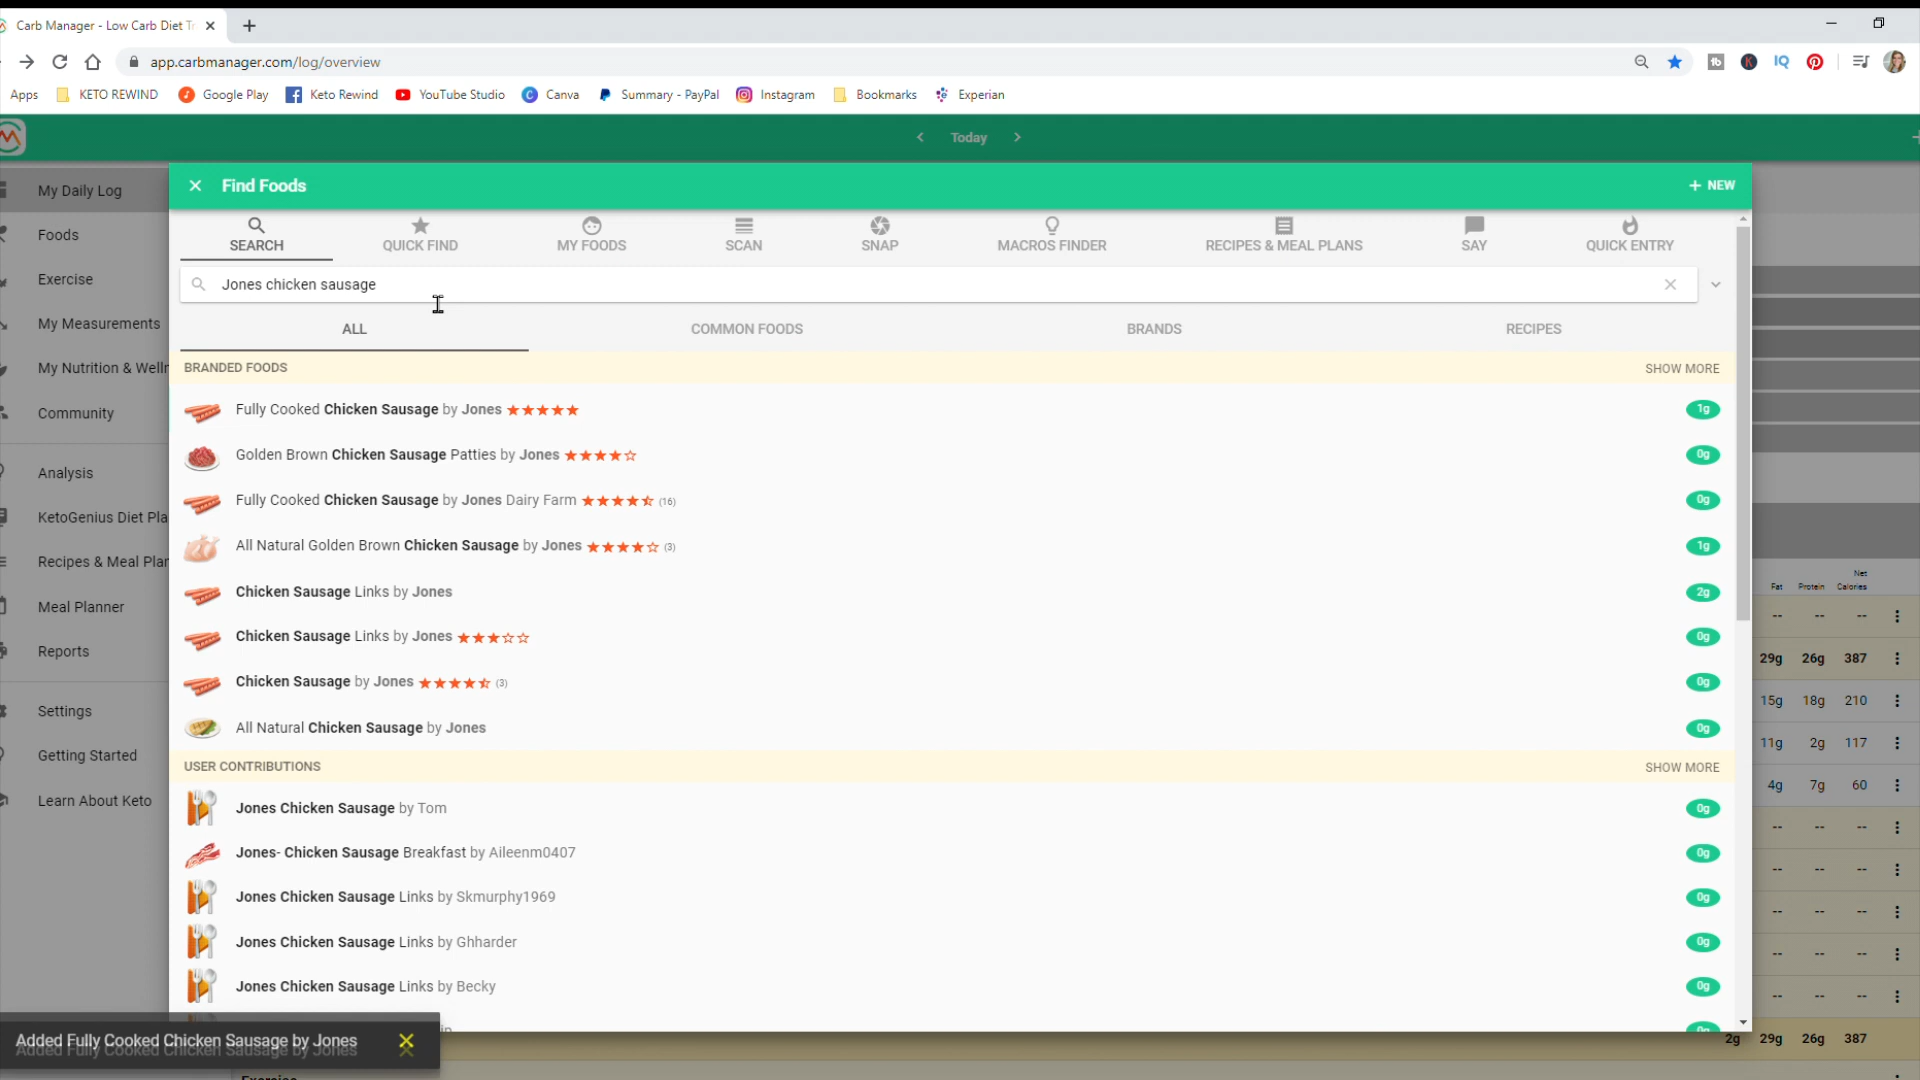 Carb Manager - Low Carb Diet Tr
app.carbmanager.com/log/overview
Apps KETO REWIND Google Play Keto Rewind YouTube Studio Canva Summary - PayPal Instagram Bookmarks Experian
Today
My Daily Log
Foods
Exercise
My Measurements
My Nutrition & Welln
Community
Analysis
KetoGenius Diet Pla
Recipes & Meal Plan
Meal Planner
Reports
Settings
Getting Started
Learn About Keto
Find Foods
+ NEW
SEARCH QUICK FIND MY FOODS SCAN SNAP MACROS FINDER RECIPES & MEAL PLANS SAY QUICK ENTRY
Jones chicken sausage
ALL COMMON FOODS BRANDS RECIPES
BRANDED FOODS SHOW MORE
Fully Cooked Chicken Sausage by Jones 1g
Golden Brown Chicken Sausage Patties by Jones 0g
Fully Cooked Chicken Sausage by Jones Dairy Farm (16) 0g
All Natural Golden Brown Chicken Sausage by Jones (3) 1g
Chicken Sausage Links by Jones 2g
Chicken Sausage Links by Jones 0g
Chicken Sausage by Jones (3) 0g
All Natural Chicken Sausage by Jones 0g
USER CONTRIBUTIONS SHOW MORE
Jones Chicken Sausage by Tom 0g
Jones- Chicken Sausage Breakfast by Aileenm0407 0g
Jones Chicken Sausage Links by Skmurphy1969 0g
Jones Chicken Sausage Links by Ghharder 0g
Jones Chicken Sausage Links by Becky 0g
Fat Protein Net Calories
-- -- --
29g 26g 387
15g 18g 210
11g 2g 117
4g 7g 60
-- -- --
-- -- --
-- -- --
-- -- --
-- -- --
2g 29g 26g 387
Added Fully Cooked Chicken Sausage by Jones
Exercise